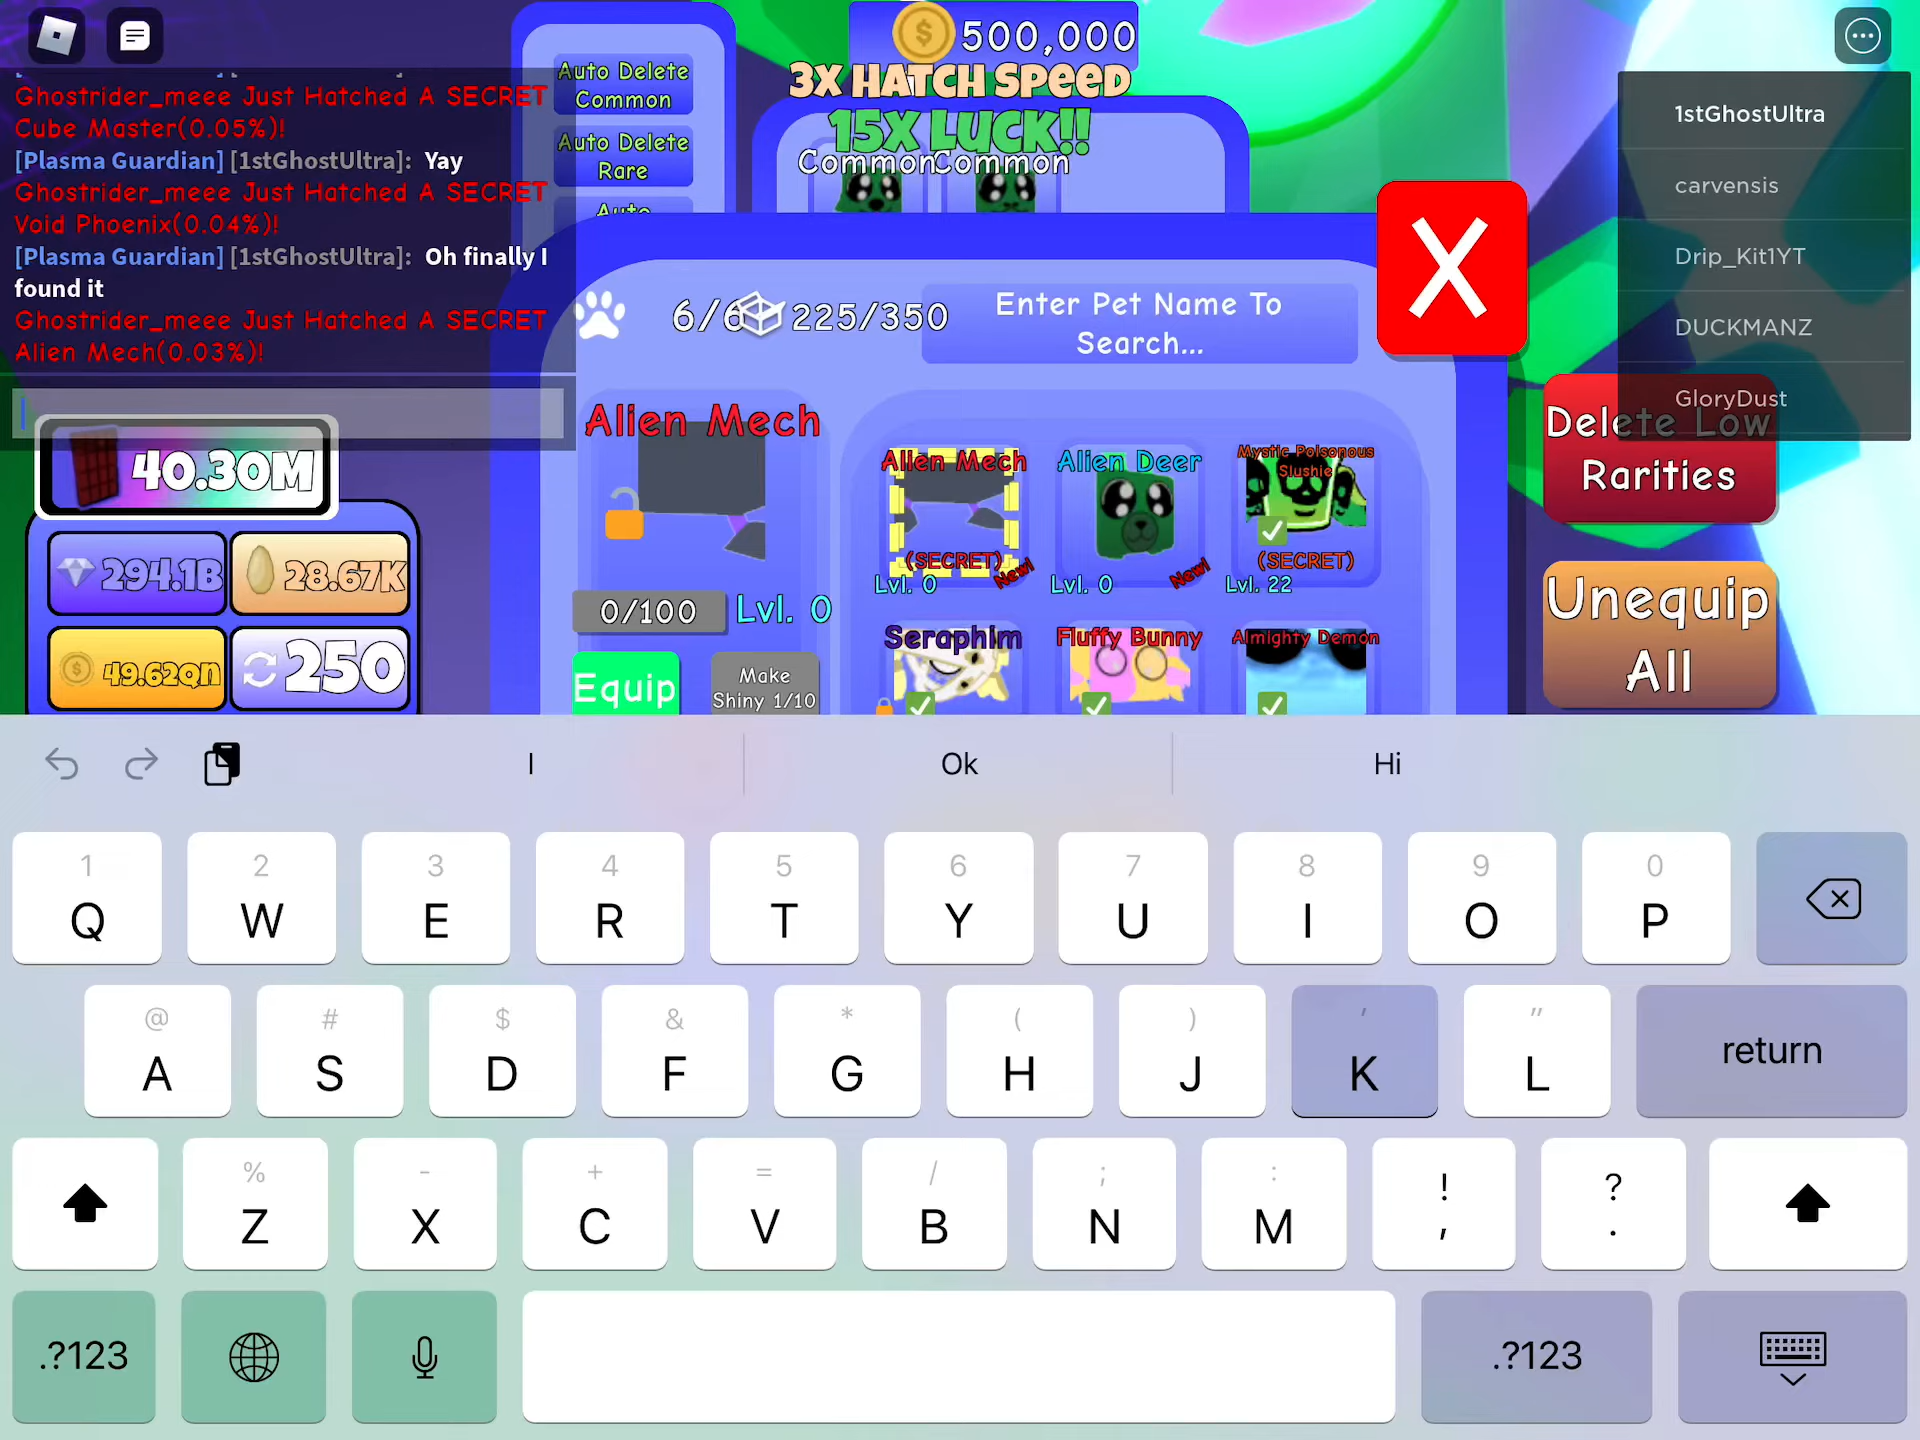 500,000
3X HATCH SPEED
15X LUCK!!
Auto Delete
Common
Auto Delete
Rare
Auto
Common
Common
Ghostrider_meee Just Hatched A SECRET
Cube Master(0.05%)!
[Plasma Guardian] [1stGhostUltra]: Yay
Ghostrider_meee Just Hatched A SECRET
Void Phoenix(0.04%)!
[Plasma Guardian] [1stGhostUltra]: Oh finally I
found it
Ghostrider_meee Just Hatched A SECRET
Alien Mech(0.03%)!
1stGhostUltra
carvensis
Drip_Kit1YT
DUCKMANZ
GloryDust
X
6/6
225/350
Enter Pet Name To
Search...
Delete Low
Rarities
Unequip
All
40.30M
294.1B
28.67K
49.62Qn
250
Alien Mech
0/100
Lvl. 0
Equip
Make
Shiny 1/10
Alien Mech
(SECRET)
Lvl. 0
New!
Alien Deer
Lvl. 0
New!
Mystic Poisonous
Slushie
(SECRET)
Lvl. 22
Seraphim
Fluffy Bunny
Almighty Demon
I
Ok
Hi
1 2 3 4 5 6 7 8 9 0
Q W E R T Y U I O P
@ # $ & * ( ) ' "
A S D F G H J K L return
% - + = / ; : ! ?
Z X C V B N M , .
.?123
.?123